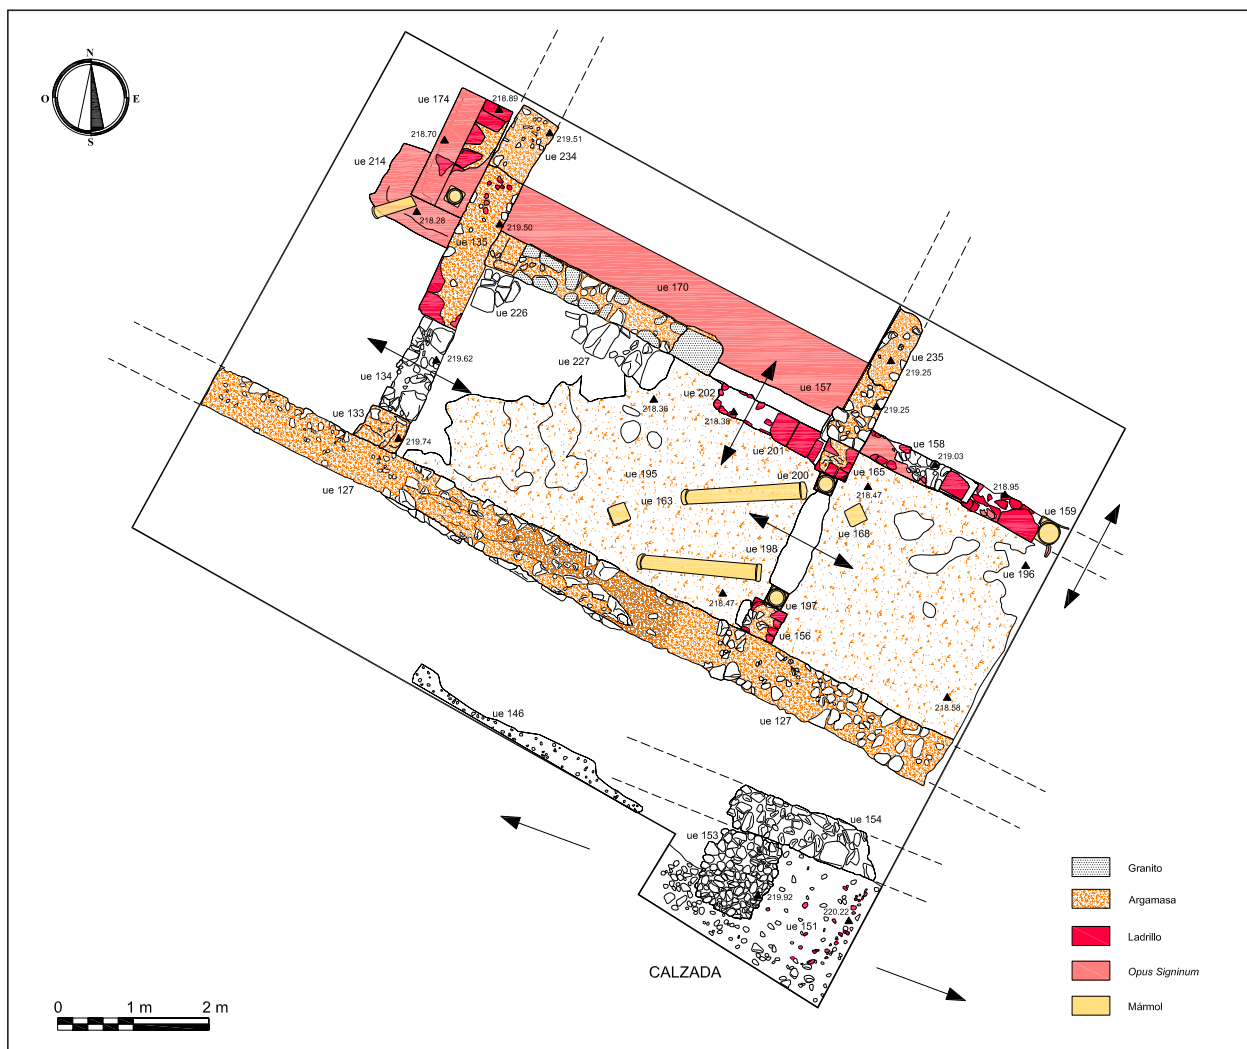 N
O
E
S
ue 174
218.89
218.70
219.51
ue 234
ue 214
218.28
219.50
ue 135
ue 170
ue 226
ue 235
219.25
219.62
ue 227
ue 134
ue 157
ue 202
218.36
218.38
219.25
ue 133
219.74
ue 158
219.03
ue 201
ue 165
ue 200
ue 195
218.47
218.95
ue 127
ue 163
ue 159
ue 168
ue 198
ue 196
218.47
ue 197
ue 156
218.58
ue 146
ue 127
ue 154
ue 153
219.92
220.22
ue 151
CALZADA
Granito
Argamasa
Ladrillo
Opus Signinum
Mármol
0 1 m 2 m